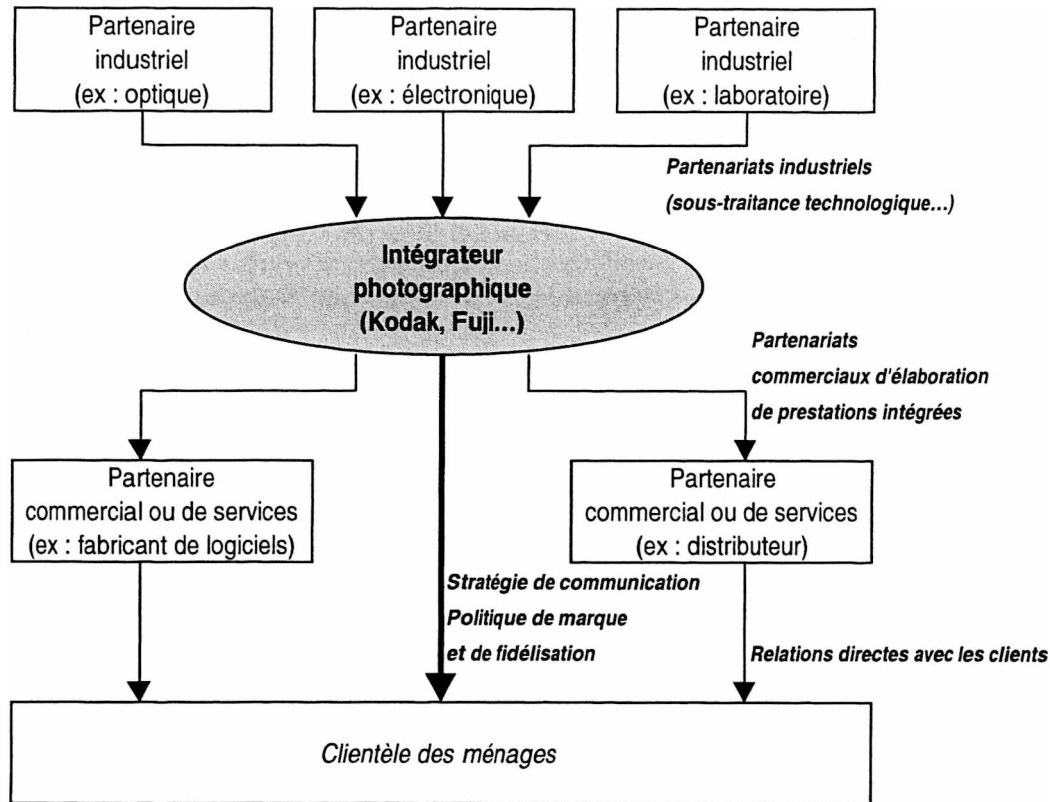 Partenaire
industriel
(ex : optique)
Partenaire
industriel
(ex : électronique)
Partenaire
industriel
(ex : laboratoire)
Partenariats industriels
(sous-traitance technologique...)
Intégrateur
photographique
(Kodak, Fuji...)
Partenariats
commerciaux d'élaboration
de prestations intégrées
Partenaire
commercial ou de services
(ex : fabricant de logiciels)
Partenaire
commercial ou de services
(ex : distributeur)
Stratégie de communication
Politique de marque
et de fidélisation
Relations directes avec les clients
Clientèle des ménages